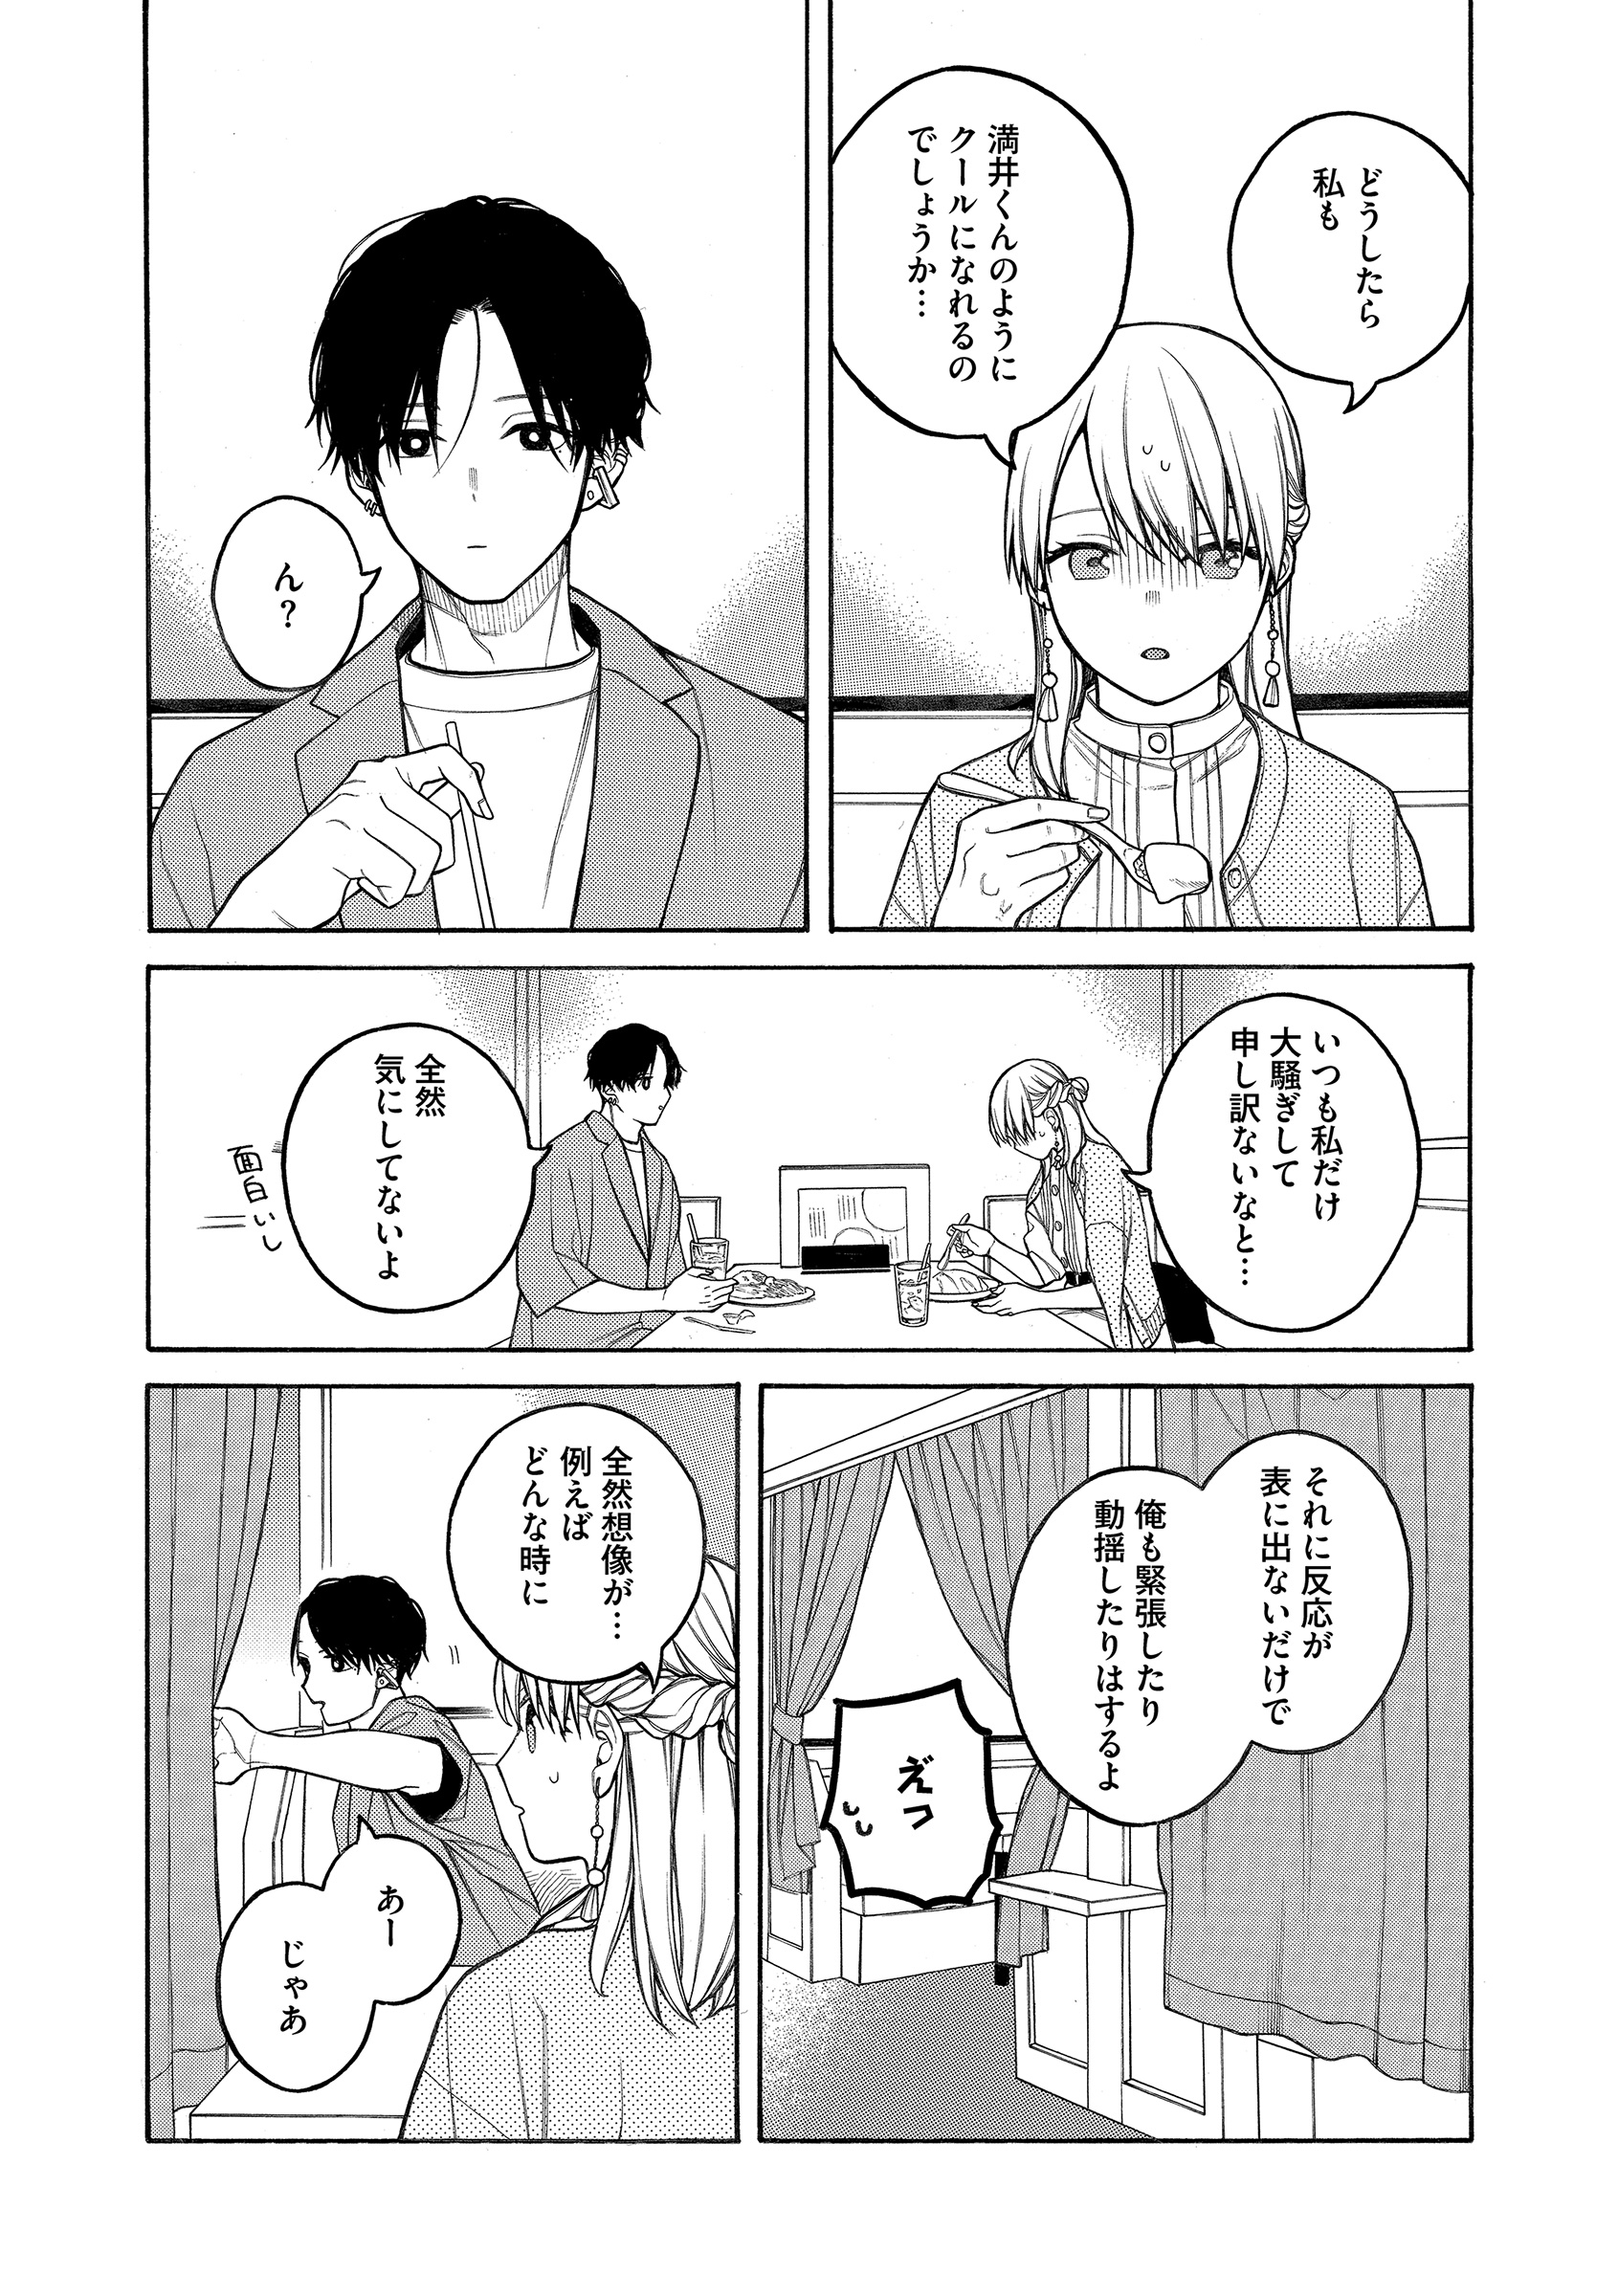 どうしたら
私も
満井くんのように
クールになれるの
でしょうか…
ん？
いつも私だけ
大騒ぎして
申し訳ないなと…
全然
気にしてないよ
面白いし
それに反応が
表に出ないだけで
俺も緊張したり
動揺したりはするよ
えっ
全然想像が…
例えば
どんな時に
あー
じゃあ